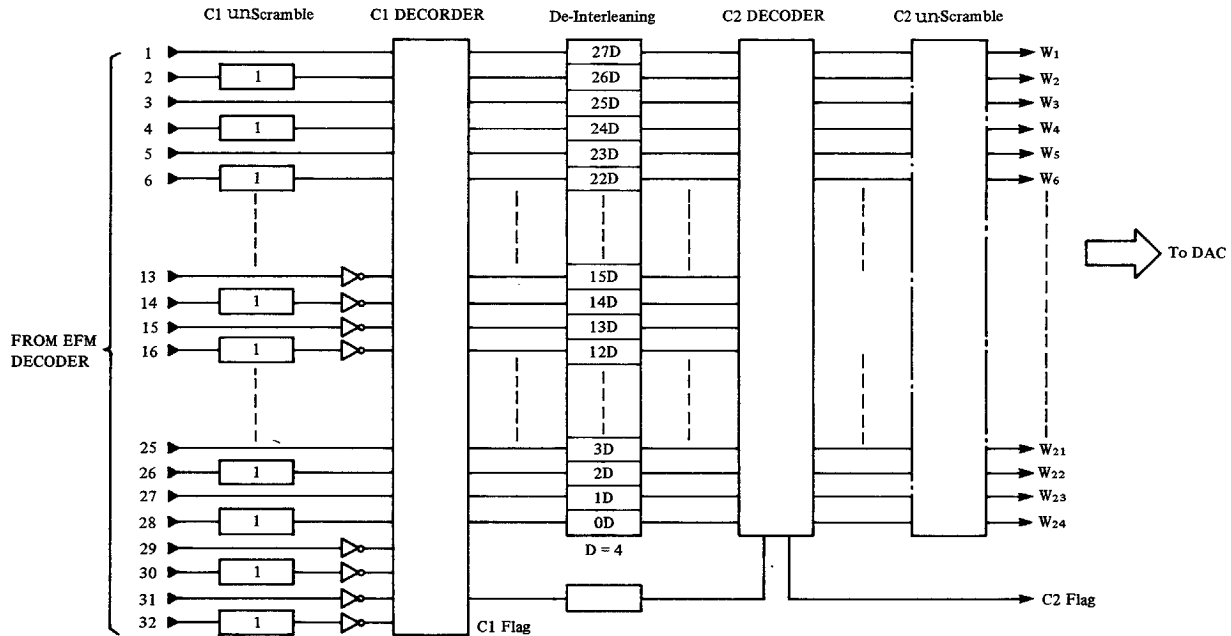 C1 unScramble C1 DECORDER De-Interleaning C2 DECODER C2 un-Scramble
1 27D W1
2 1 26D W2
3 25D W3
4 1 24D W4
5 23D W5
6 1 22D W6
13 15D
14 1 14D
15 13D
16 1 12D
To DAC
FROM EFM
DECODER
25 3D W21
26 1 2D W22
27 1D W23
28 1 0D W24
29 D = 4
30 1
31 C2 Flag
32 1 C1 Flag